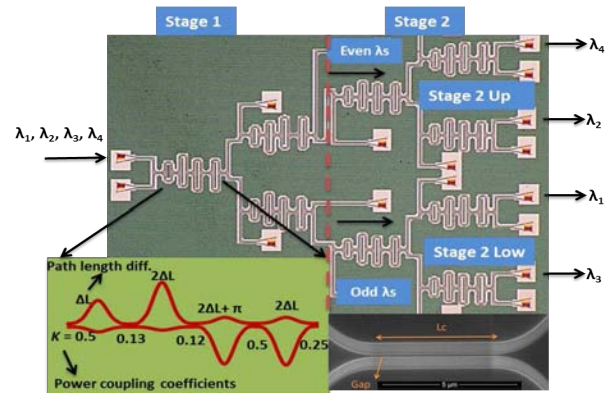 Stage 1
Stage 2
Even λs
λ4
Stage 2 Up
λ2
λ1, λ2, λ3, λ4
λ1
Stage 2 Low
λ3
Odd λs
Path length diff.
ΔL
2ΔL
2ΔL+ π
2ΔL
K = 0.5
0.13
0.12
0.5
0.25
Power coupling coefficients
Lc
Gap
5 μm